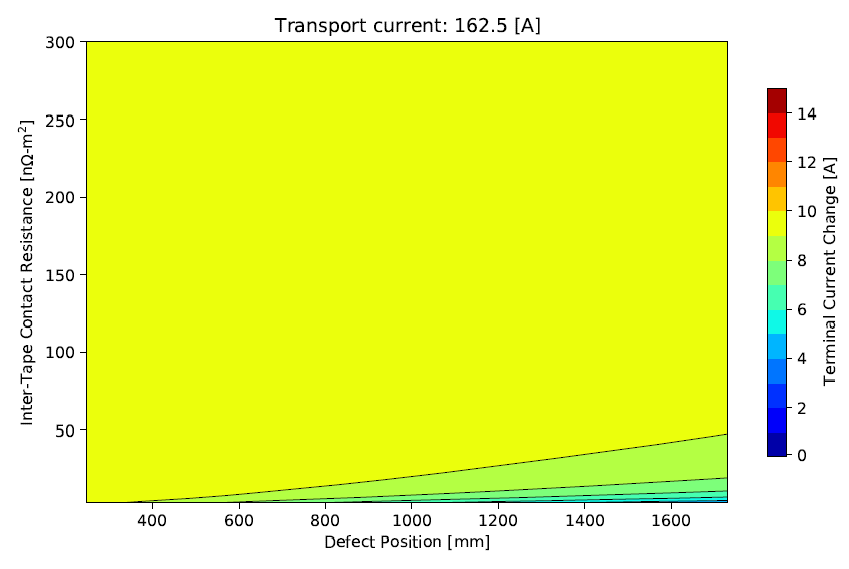 Transport current: 162.5 [A]
300
250
200
150
100
50
Inter-Tape Contact Resistance [nΩ-m²]
400 600 800 1000 1200 1400 1600
Defect Position [mm]
14
12
10
8
6
4
2
0
Terminal Current Change [A]